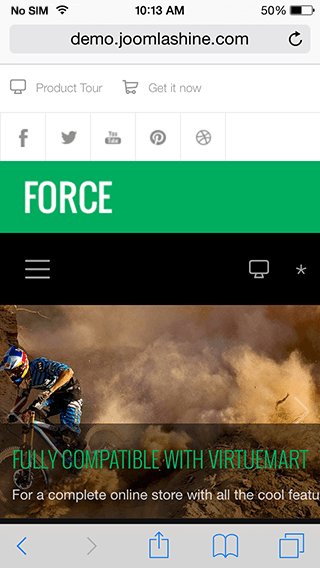 No SIM 10:13 AM 50%
demo.joomlashine.com
Product Tour Get it now
You Tube
FORCE
FULLY COMPATIBLE WITH VIRTUEMART
For a complete online store with all the cool featu